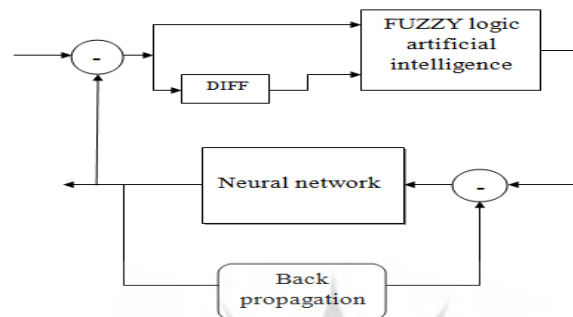 FUZZY logic
artificial
intelligence
-
DIFF
Neural network
-
Back
propagation